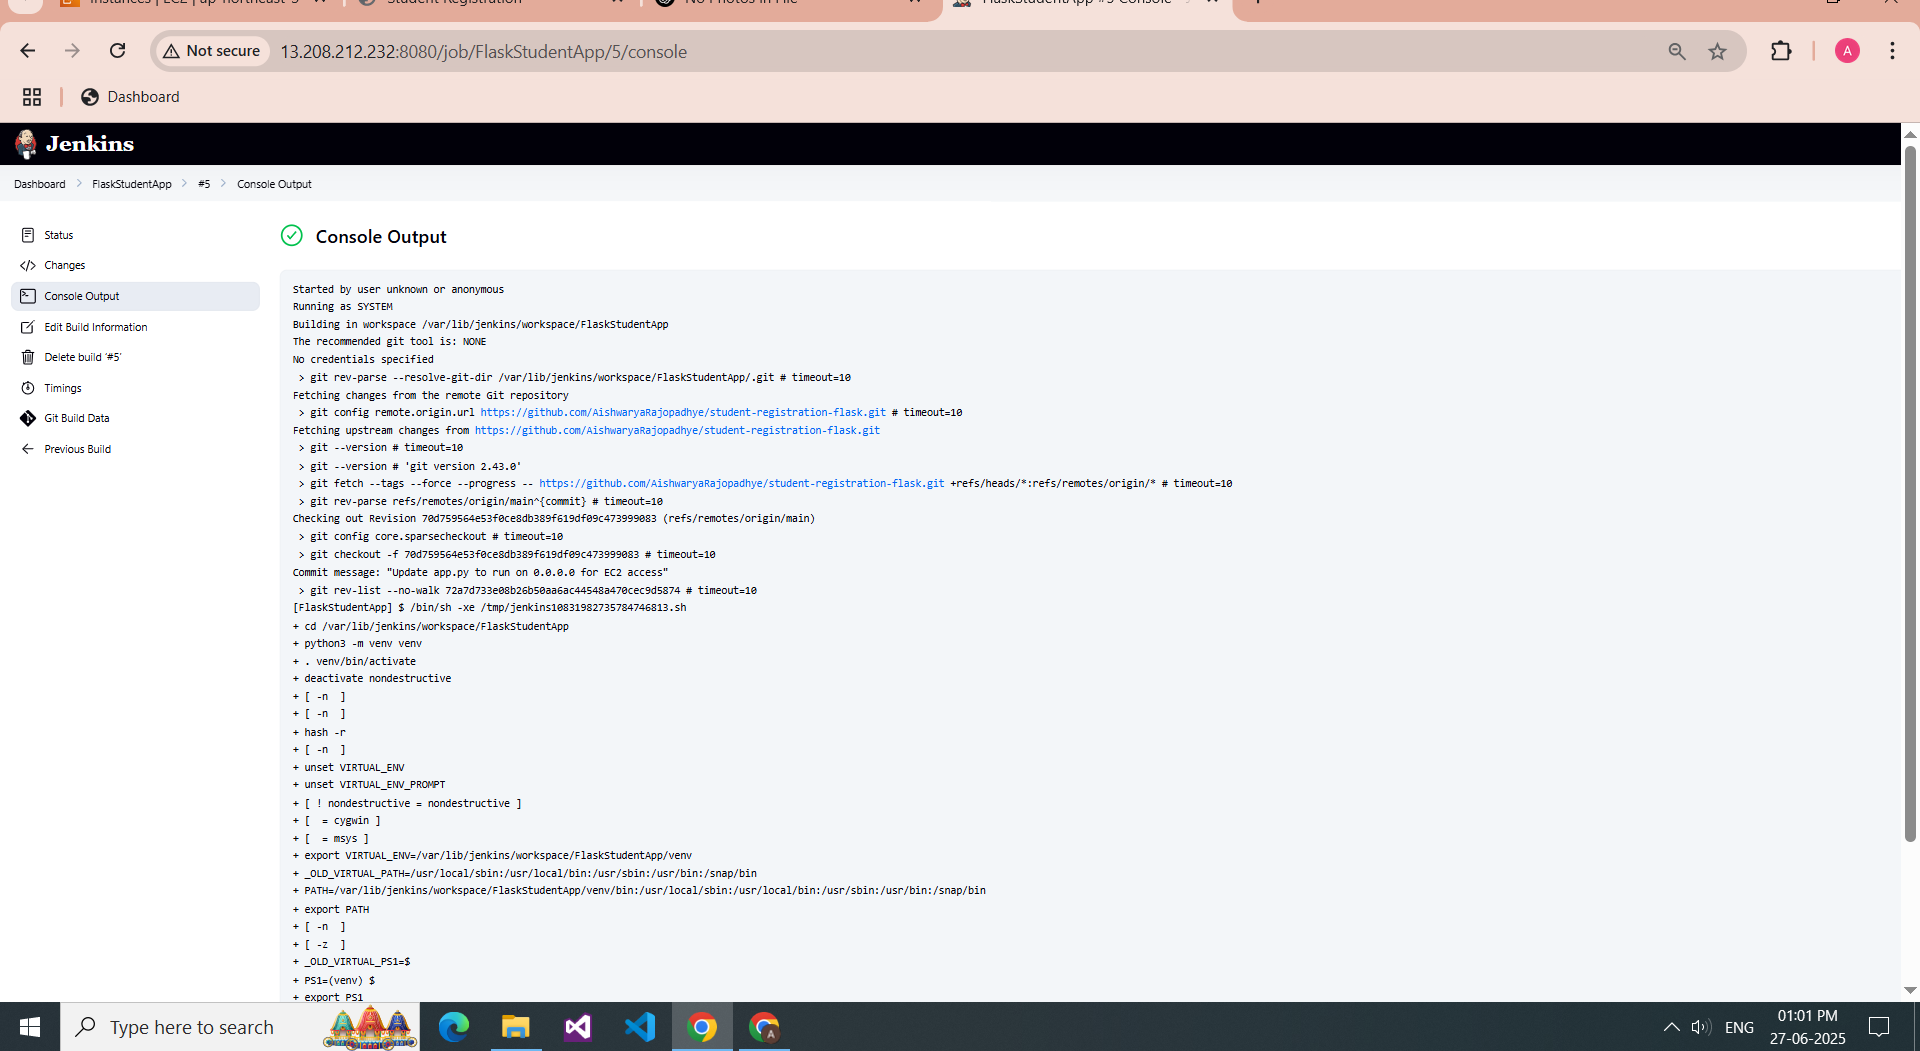 Instances | EC2 | ap-northeast-3
Student Registration
No Photos in File
FlaskStudentApp #5 Console
Not secure
13.208.212.232:8080/job/FlaskStudentApp/5/console
A
Dashboard
Jenkins
Dashboard > FlaskStudentApp > #5 > Console Output
Status
Changes
Console Output
Edit Build Information
Delete build '#5'
Timings
Git Build Data
Previous Build
Console Output
Started by user unknown or anonymous
Running as SYSTEM
Building in workspace /var/lib/jenkins/workspace/FlaskStudentApp
The recommended git tool is: NONE
No credentials specified
> git rev-parse --resolve-git-dir /var/lib/jenkins/workspace/FlaskStudentApp/.git # timeout=10
Fetching changes from the remote Git repository
> git config remote.origin.url https://github.com/AishwaryaRajopadhye/student-registration-flask.git # timeout=10
Fetching upstream changes from https://github.com/AishwaryaRajopadhye/student-registration-flask.git
> git --version # timeout=10
> git --version # 'git version 2.43.0'
> git fetch --tags --force --progress -- https://github.com/AishwaryaRajopadhye/student-registration-flask.git +refs/heads/*:refs/remotes/origin/* # timeout=10
> git rev-parse refs/remotes/origin/main^{commit} # timeout=10
Checking out Revision 70d759564e53f0ce8db389f619df09c473999083 (refs/remotes/origin/main)
> git config core.sparsecheckout # timeout=10
> git checkout -f 70d759564e53f0ce8db389f619df09c473999083 # timeout=10
Commit message: "Update app.py to run on 0.0.0.0 for EC2 access"
> git rev-list --no-walk 72a7d733e08b26b50aa6ac44548a470cec9d5874 # timeout=10
[FlaskStudentApp] $ /bin/sh -xe /tmp/jenkins10831982735784746813.sh
+ cd /var/lib/jenkins/workspace/FlaskStudentApp
+ python3 -m venv venv
+ . venv/bin/activate
+ deactivate nondestructive
+ [ -n  ]
+ [ -n  ]
+ hash -r
+ [ -n  ]
+ unset VIRTUAL_ENV
+ unset VIRTUAL_ENV_PROMPT
+ [ ! nondestructive = nondestructive ]
+ [  = cygwin ]
+ [  = msys ]
+ export VIRTUAL_ENV=/var/lib/jenkins/workspace/FlaskStudentApp/venv
+ _OLD_VIRTUAL_PATH=/usr/local/sbin:/usr/local/bin:/usr/sbin:/usr/bin:/snap/bin
+ PATH=/var/lib/jenkins/workspace/FlaskStudentApp/venv/bin:/usr/local/sbin:/usr/local/bin:/usr/sbin:/usr/bin:/snap/bin
+ export PATH
+ [ -n  ]
+ [ -z  ]
+ _OLD_VIRTUAL_PS1=$
+ PS1=(venv) $
+ export PS1
Type here to search
A
ENG
01:01 PM
27-06-2025